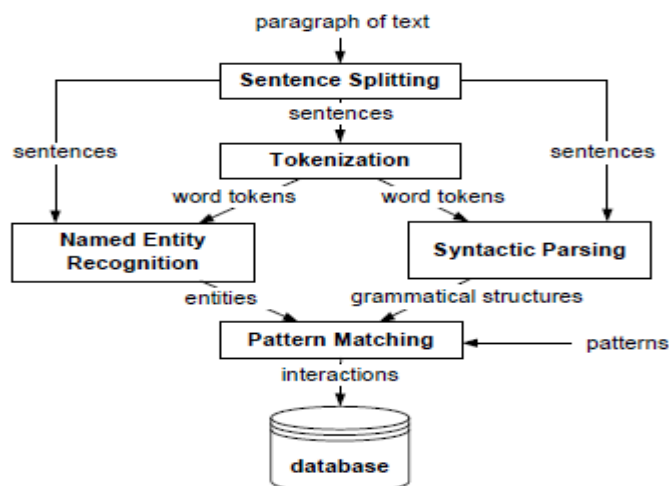 paragraph of text
Sentence Splitting
sentences
sentences
sentences
Tokenization
word tokens
word tokens
Named Entity
Recognition
Syntactic Parsing
entities
grammatical structures
Pattern Matching
patterns
interactions
database